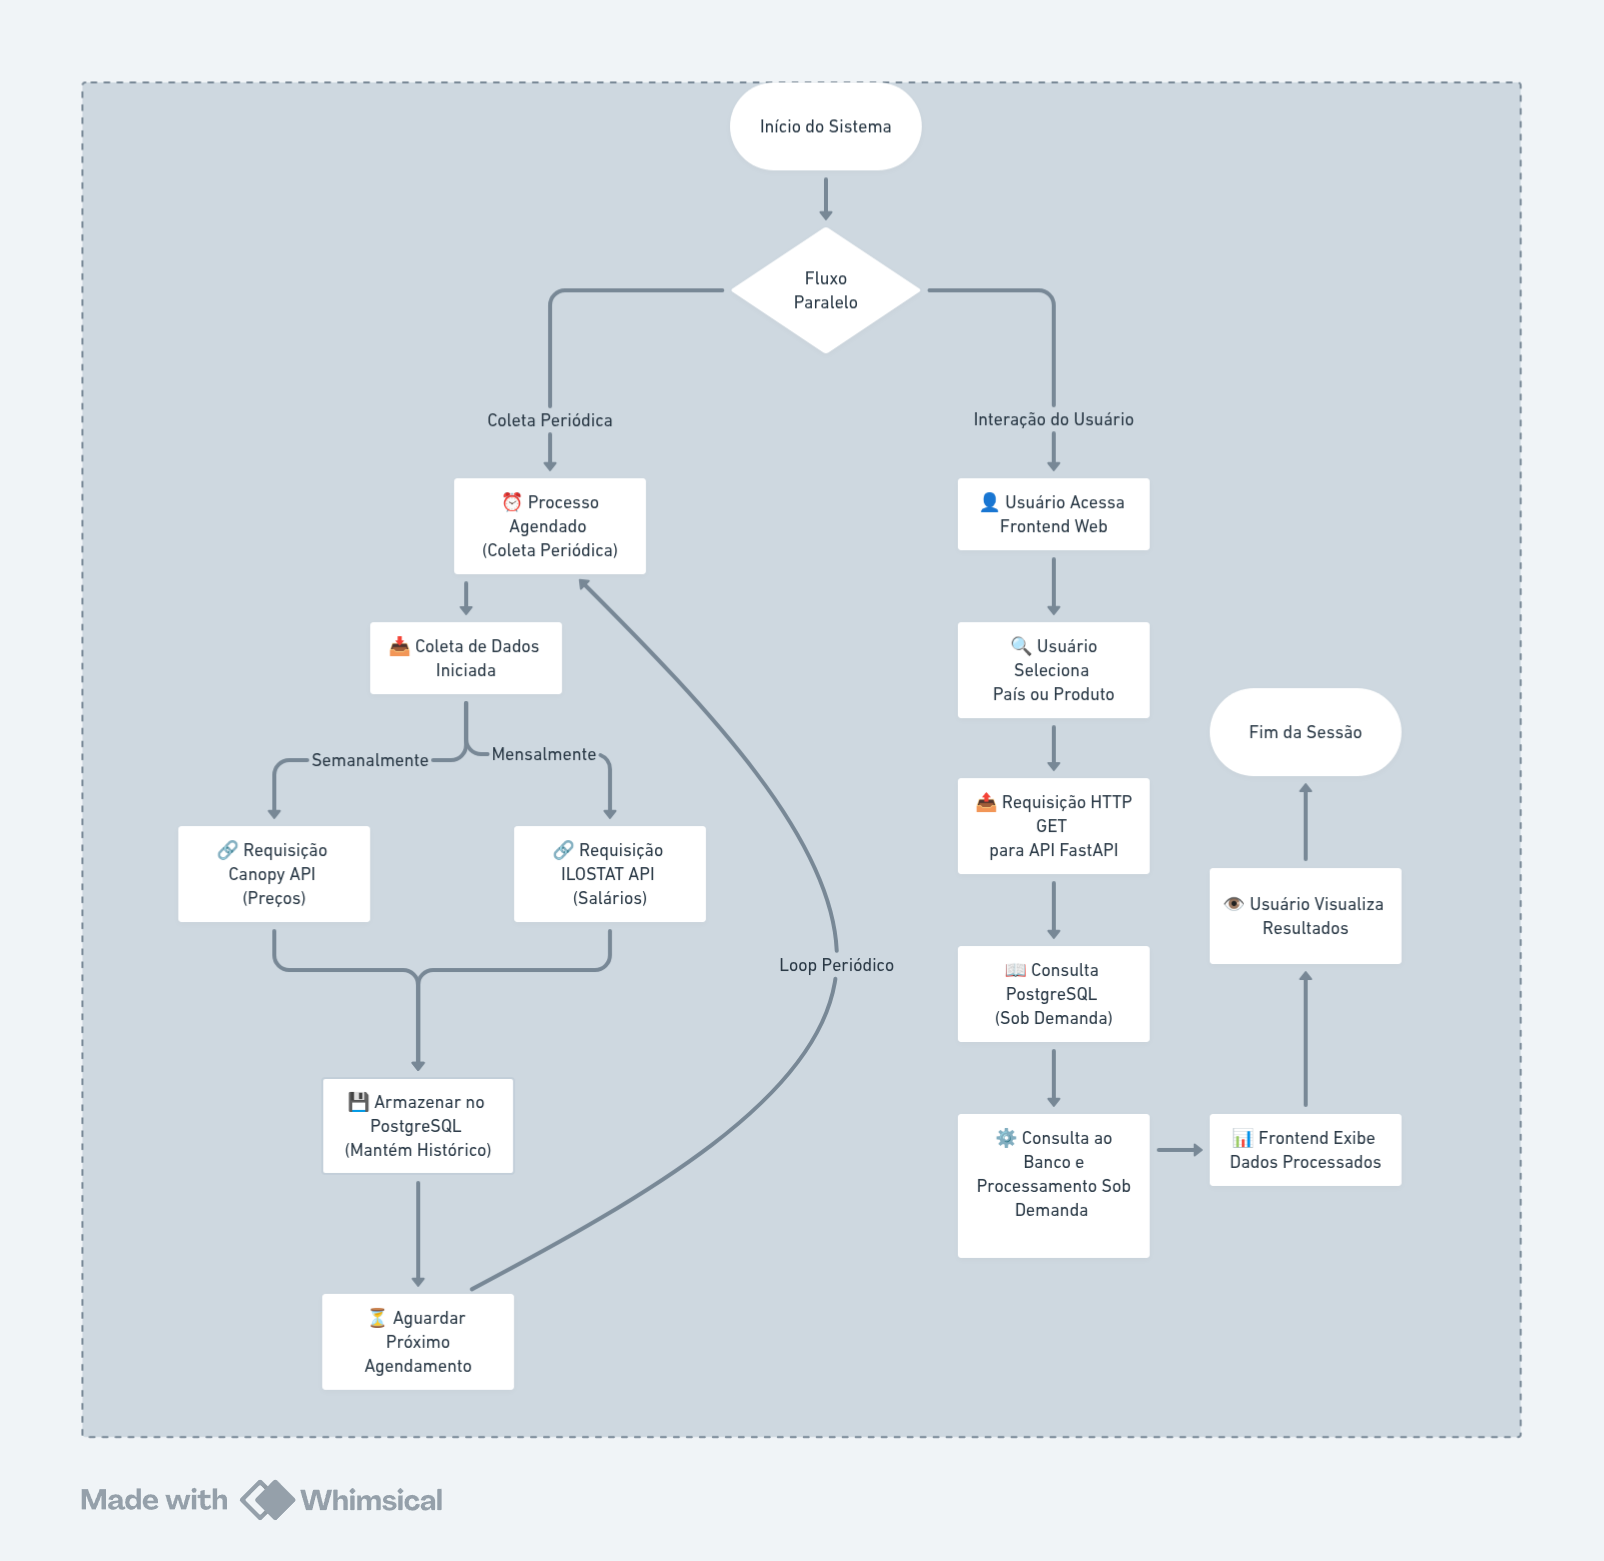 Início do Sistema
Fluxo
Paralelo
Coleta Periódica
Interação do Usuário
⏰ Processo
Agendado
(Coleta Periódica)
👤 Usuário Acessa
Frontend Web
📥 Coleta de Dados
Iniciada
🔍 Usuário
Seleciona
País ou Produto
Fim da Sessão
Semanalmente
Mensalmente
🔗 Requisição
Canopy API
(Preços)
🔗 Requisição
ILOSTAT API
(Salários)
📤 Requisição HTTP
GET
para API FastAPI
👁️ Usuário Visualiza
Resultados
Loop Periódico
📖 Consulta
PostgreSQL
(Sob Demanda)
💾 Armazenar no
PostgreSQL
(Mantém Histórico)
⚙️ Consulta ao
Banco e
Processamento Sob
Demanda
📊 Frontend Exibe
Dados Processados
⏳ Aguardar
Próximo
Agendamento
Made with Whimsical